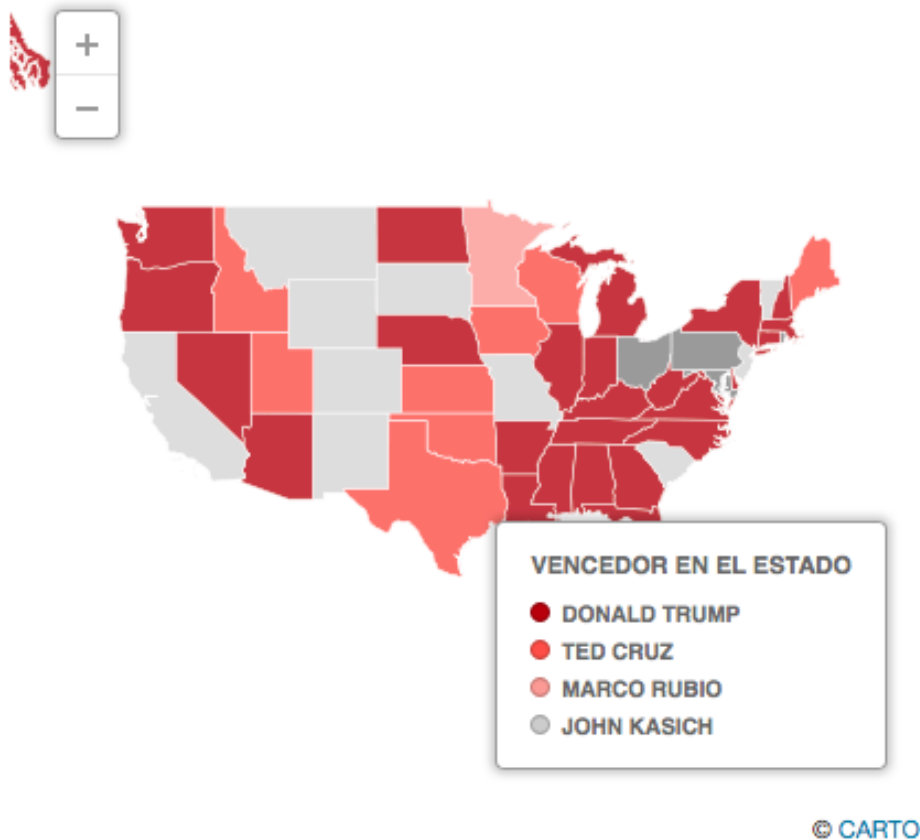 +
−
VENCEDOR EN EL ESTADO
DONALD TRUMP
TED CRUZ
MARCO RUBIO
JOHN KASICH
© CARTO